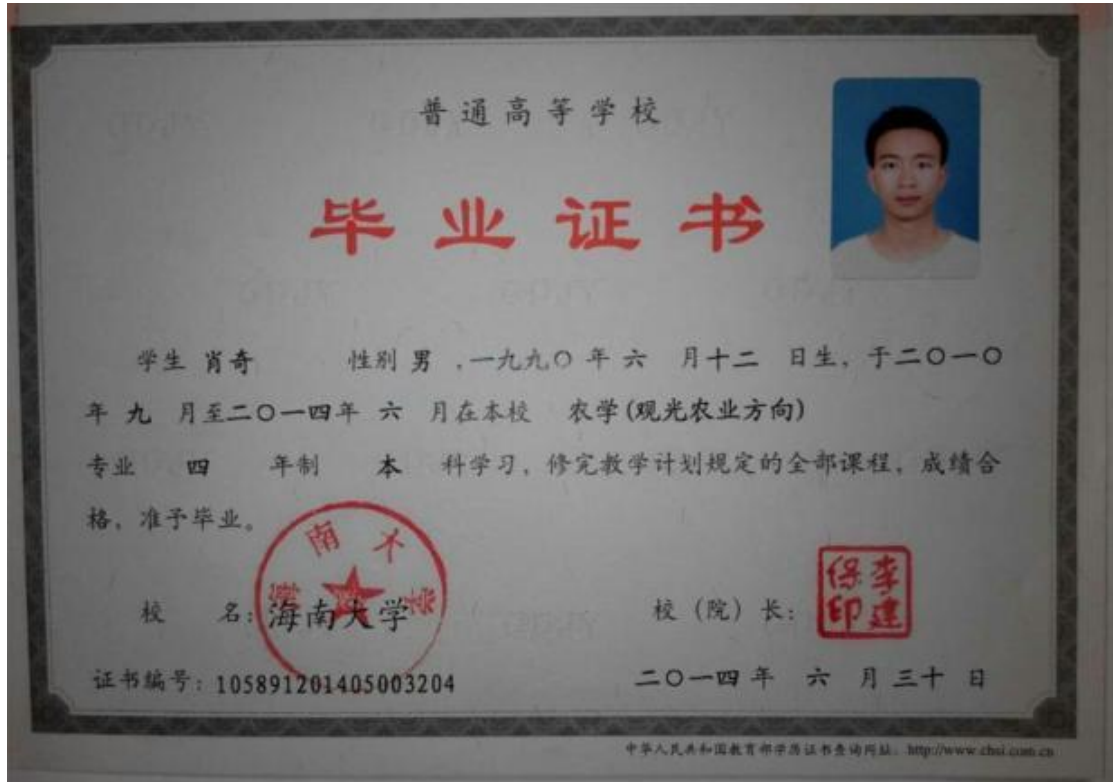 普通高等学校
毕业证书
学生 肖奇 性别 男 ,一九九〇 年 六 月十二 日生，于二〇一〇
年 九 月至二〇一四年 六 月在本校 农学(观光农业方向)
专业 四 年制 本 科学习，修完教学计划规定的全部课程，成绩合
格，准予毕业。
海南大学
校 名：海南大学
校（院）长：
李建保印
证书编号：105891201405003204
二〇一四年 六 月 三十 日
中华人民共和国教育部学历证书查询网址：http://www.chsi.com.cn